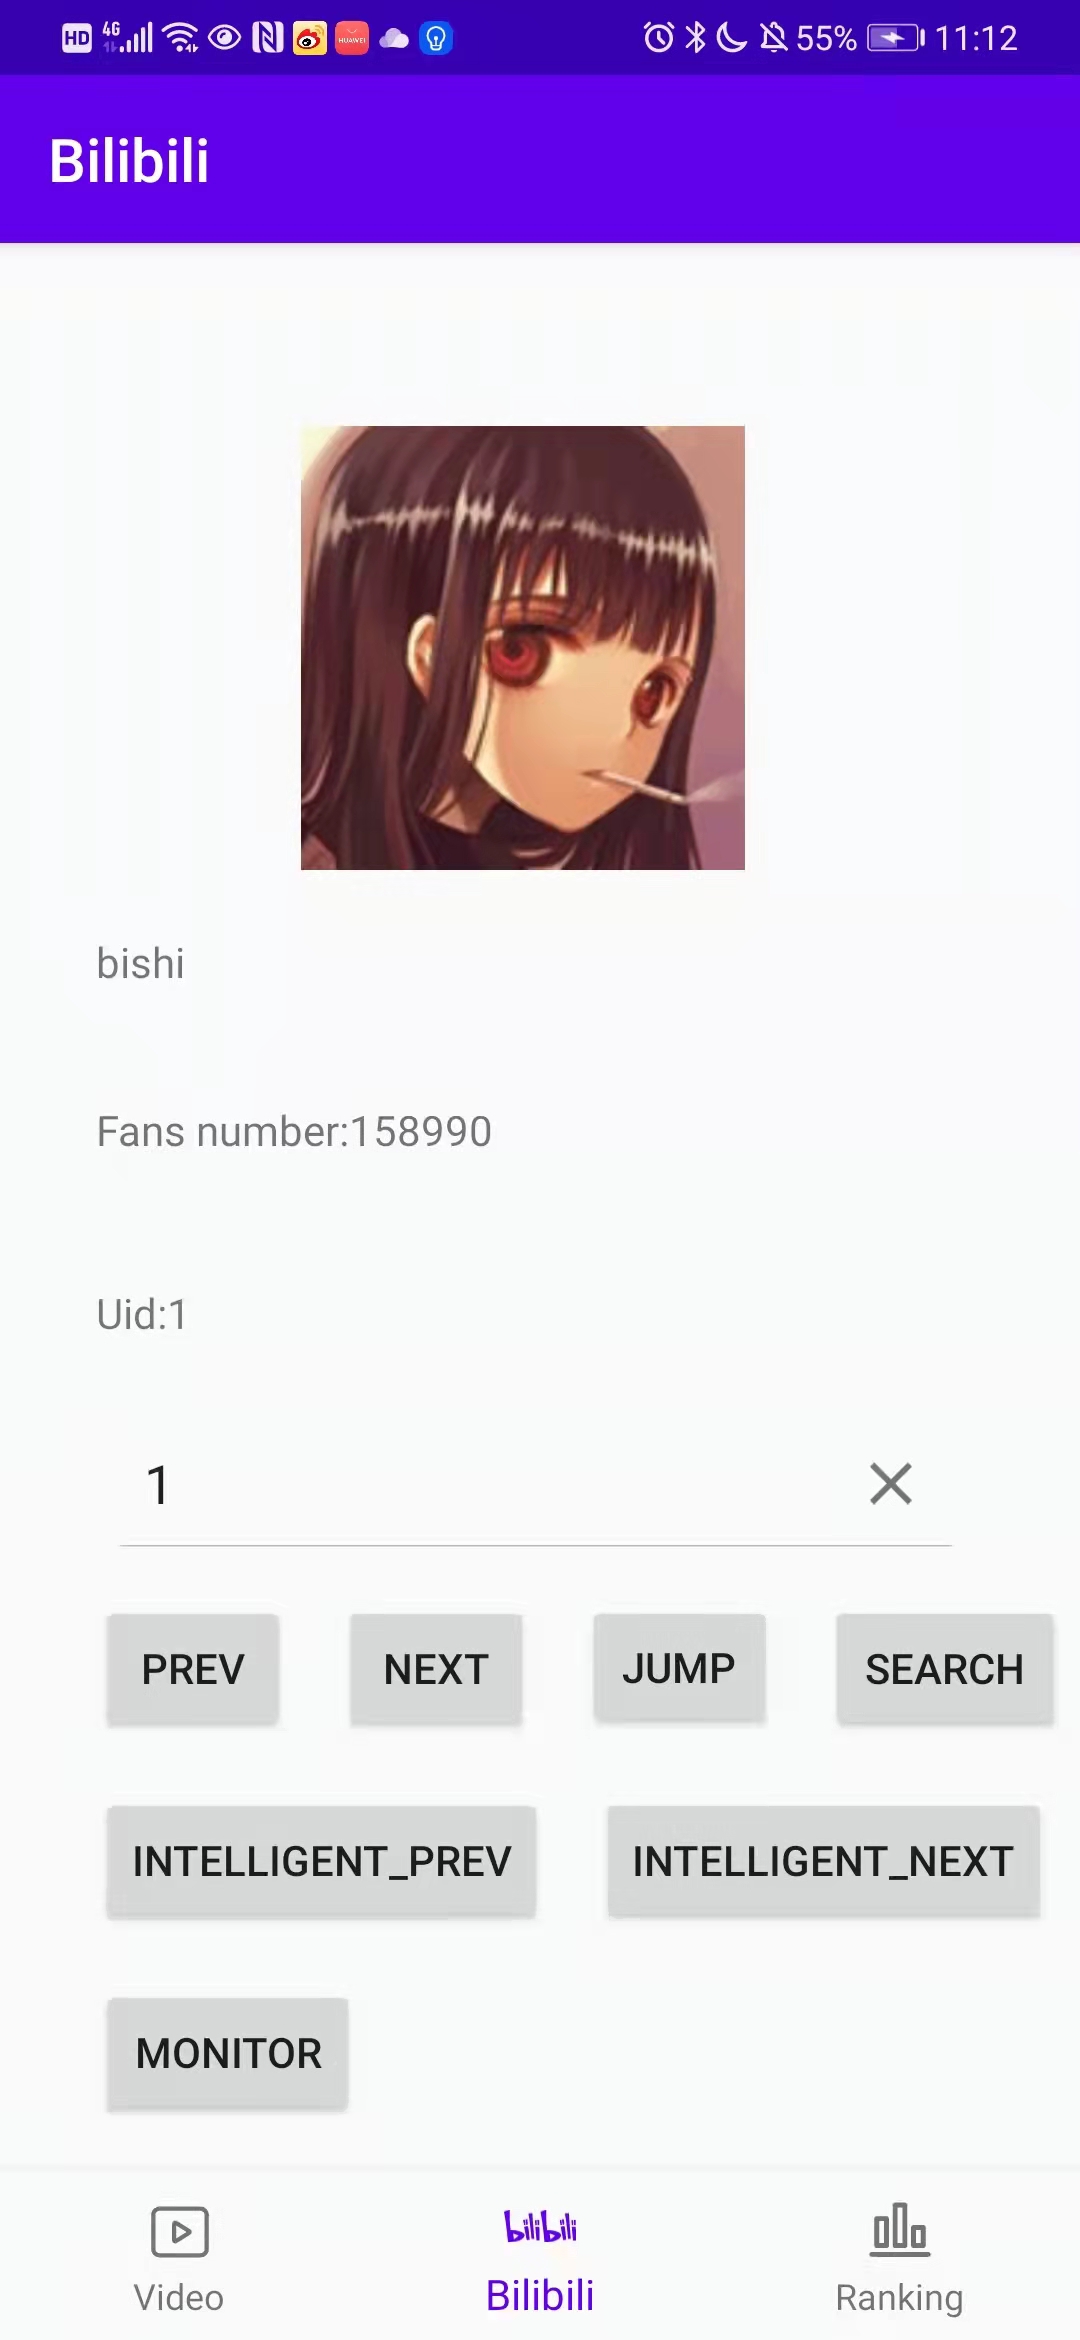 HD 4G HUAWEI 55% 11:12
Bilibili
bishi
Fans number:158990
Uid:1
1
PREV NEXT JUMP SEARCH
INTELLIGENT_PREV INTELLIGENT_NEXT
MONITOR
bilibili
Video Bilibili Ranking